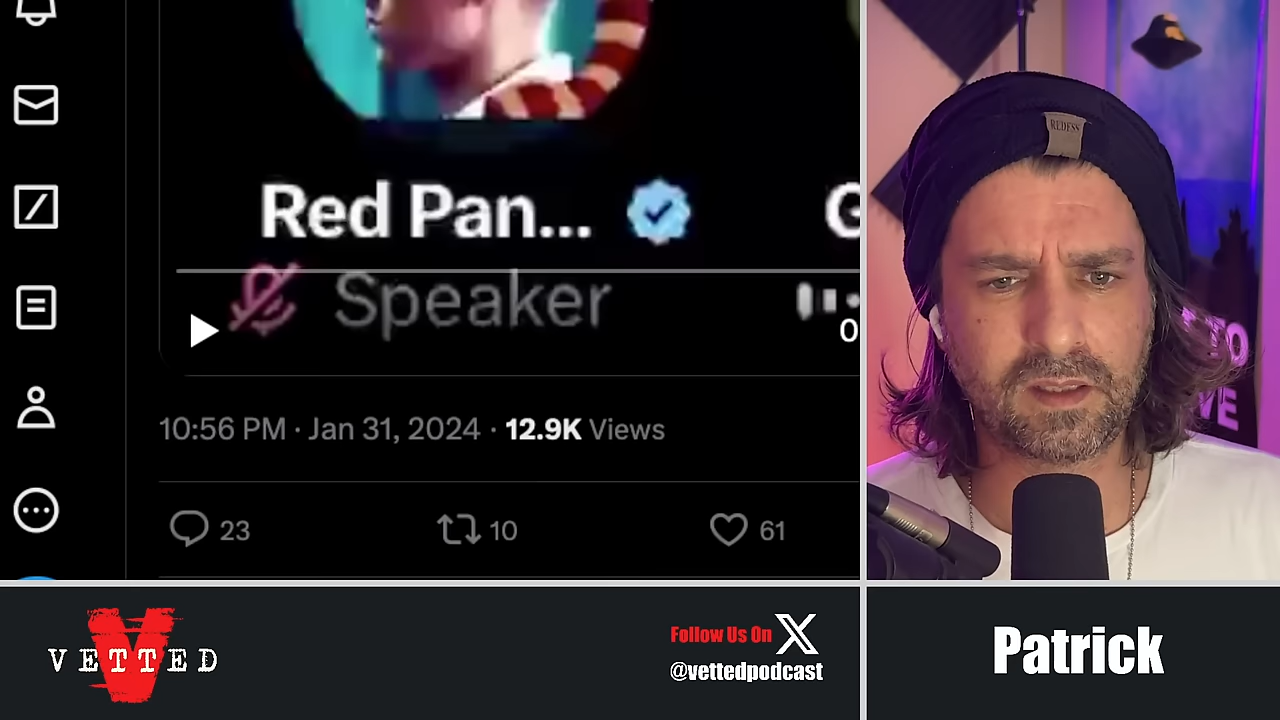 Red Pan...
G
Speaker
0
10:56 PM · Jan 31, 2024 · 12.9K Views
23
10
61
REDESS
VETTED
Follow Us On X
@vettedpodcast
Patrick